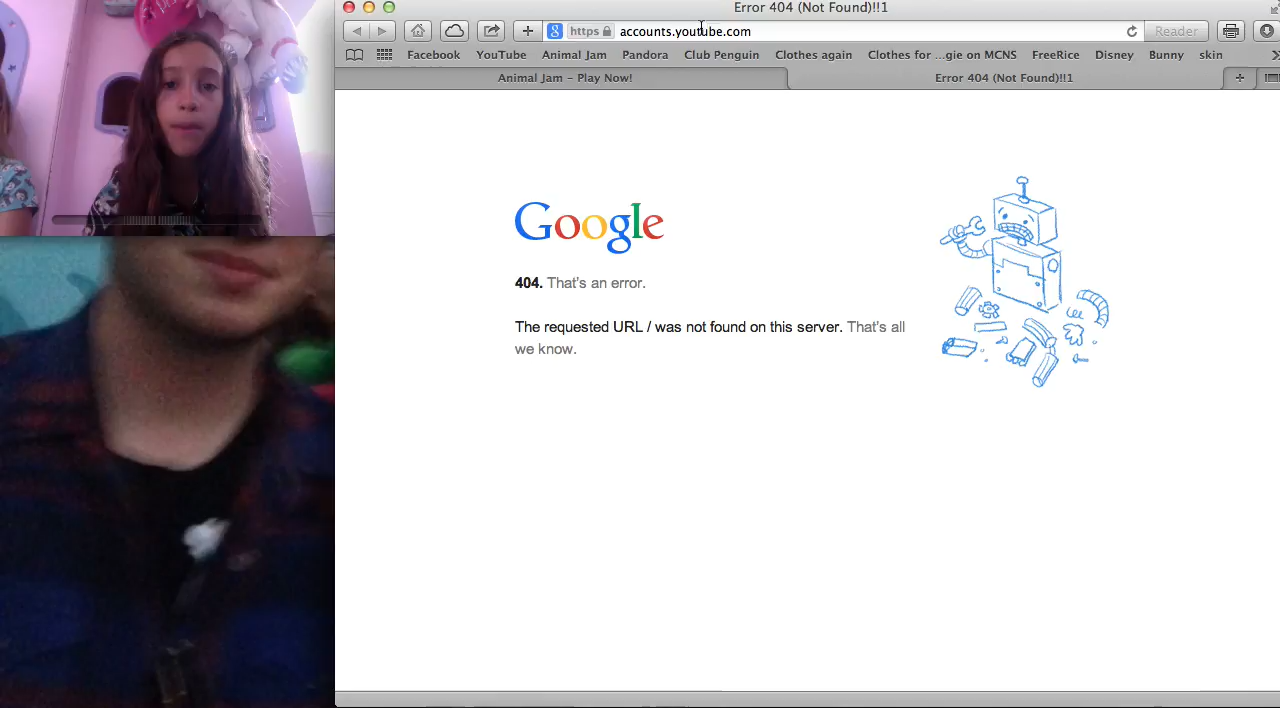 Error 404 (Not Found)!!1
https accounts.youtube.com Reader
Facebook YouTube Animal Jam Pandora Club Penguin Clothes again Clothes for ...gie on MCNS FreeRice Disney Bunny skin
Animal Jam – Play Now! Error 404 (Not Found)!!1
Google
404. That's an error.
The requested URL / was not found on this server. That's all
we know.